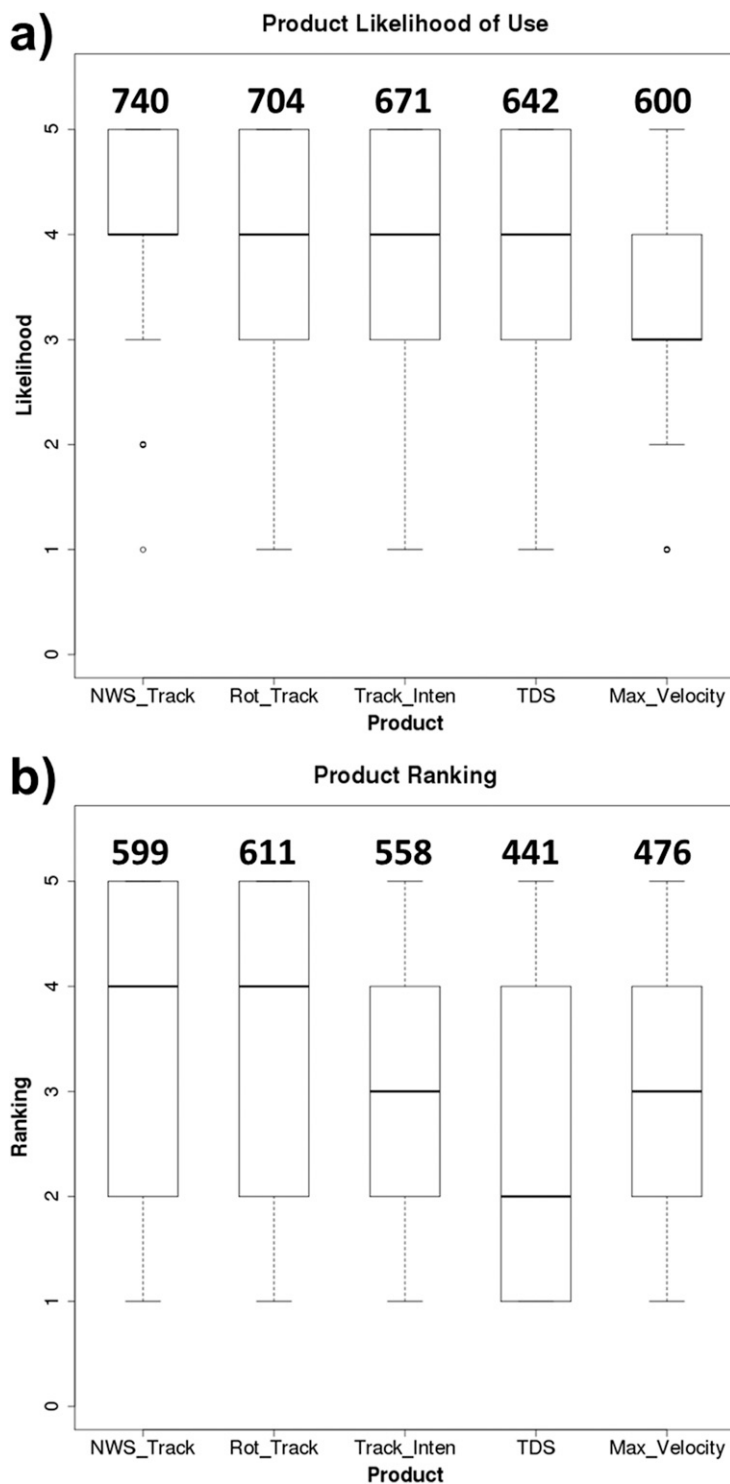 a)
Product Likelihood of Use
740 704 671 642 600
5
4
3
2
1
0
Likelihood
NWS_Track Rot_Track Track_Inten TDS Max_Velocity
Product
b)
Product Ranking
599 611 558 441 476
5
4
3
2
1
0
Ranking
NWS_Track Rot_Track Track_Inten TDS Max_Velocity
Product